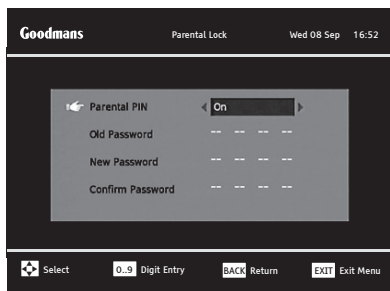 Goodmans Parental Lock Wed 08 Sep 16:52
Parental PIN On
Old Password -- -- -- --
New Password -- -- -- --
Confirm Password -- -- -- --
Select 0..9 Digit Entry BACK Return EXIT Exit Menu